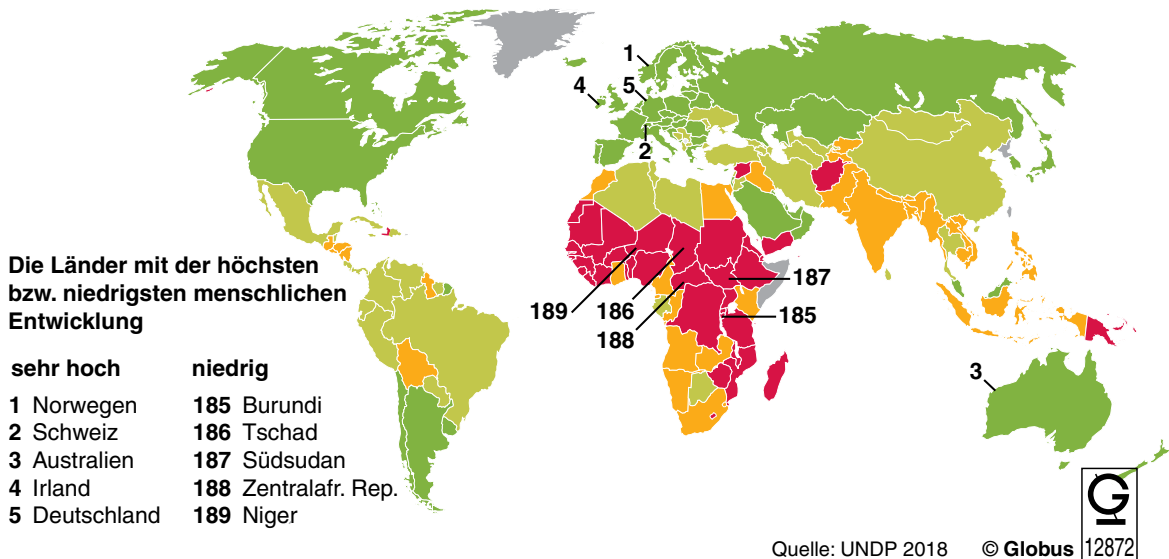 1
5
4
2
3
187
189
186
185
188
Die Länder mit der höchsten
bzw. niedrigsten menschlichen
Entwicklung
sehr hoch niedrig
1 Norwegen 185 Burundi
2 Schweiz 186 Tschad
3 Australien 187 Südsudan
4 Irland 188 Zentralafr. Rep.
5 Deutschland 189 Niger
Quelle: UNDP 2018 © Globus
G
12872